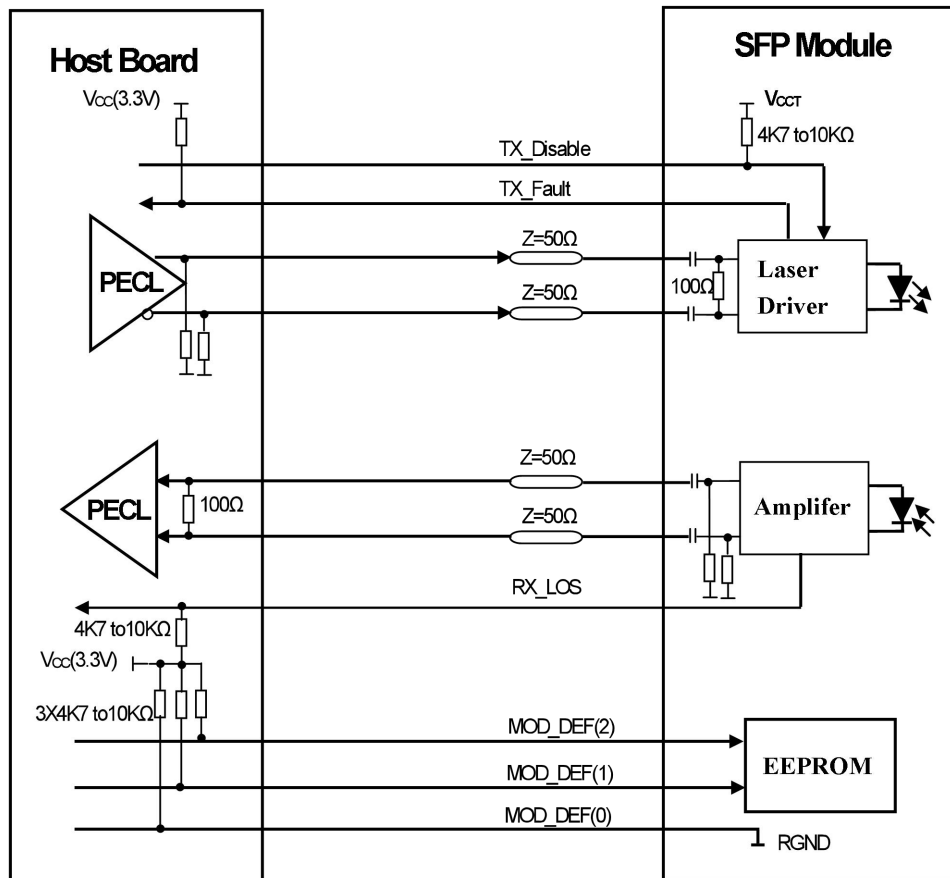 Host Board
SFP Module
VCC(3.3V)
VCCT
4K7 to10KΩ
TX_Disable
TX_Fault
Z=50Ω
PECL
100Ω
Laser
Driver
Z=50Ω
Z=50Ω
PECL
100Ω
Amplifer
Z=50Ω
RX_LOS
4K7 to10KΩ
VCC(3.3V)
3X4K7 to10KΩ
MOD_DEF(2)
EEPROM
MOD_DEF(1)
MOD_DEF(0)
RGND